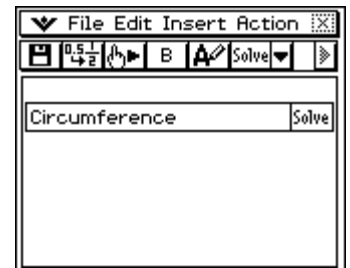 File Edit Insert Action
0.5 1/2 B A Solve
Circumference Solve